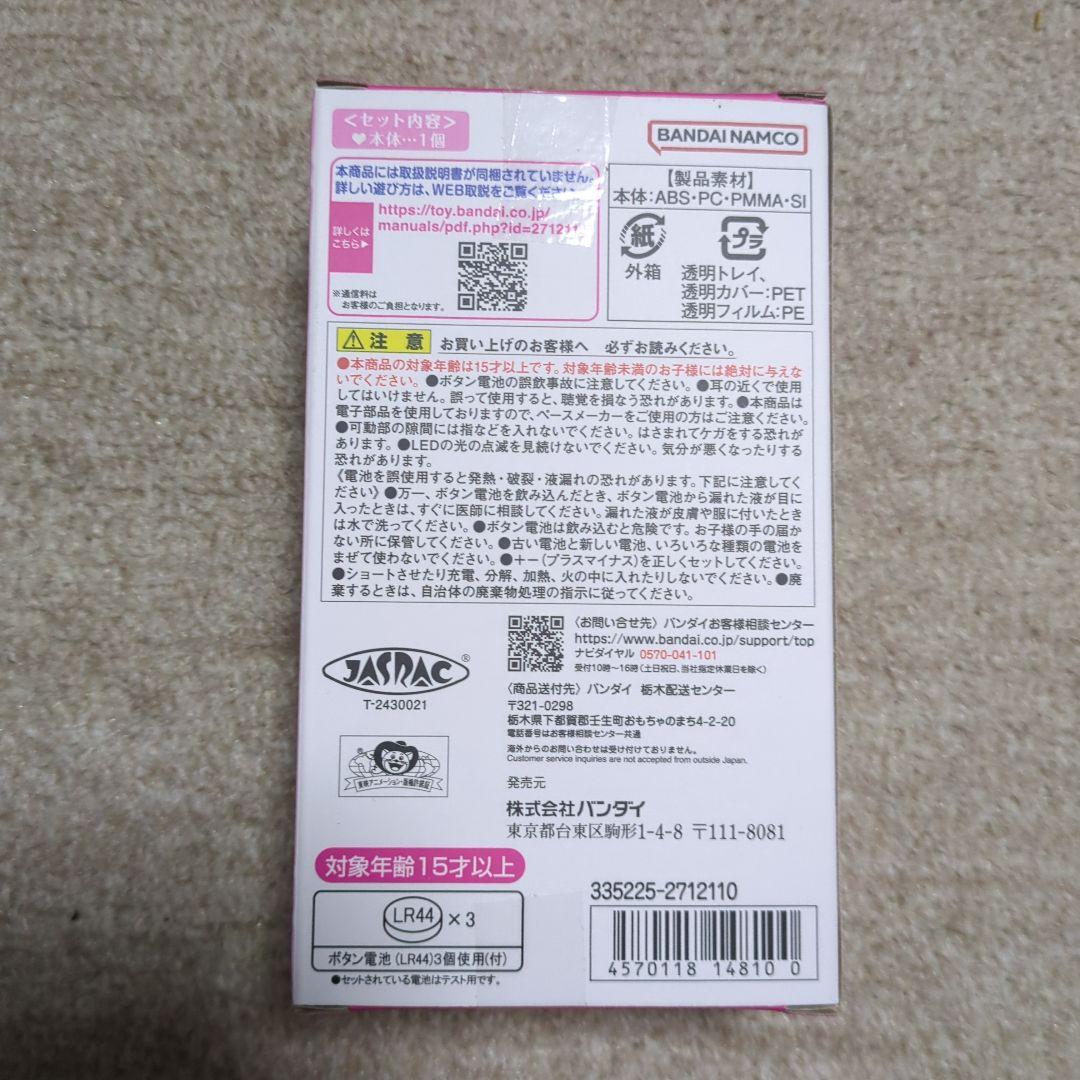 <セット内容>
♥本体…1個
BANDAI NAMCO
本商品には取扱説明書が同梱されていません。
詳しい遊び方は、WEB取説をご覧ください。
詳しくは
こちら▶
https://toy.bandai.co.jp/
manuals/pdf.php?id=271211
※通信料は
お客様のご負担となります。
【製品素材】
本体:ABS・PC・PMMA・SI
紙
外箱
プラ
透明トレイ、
透明カバー:PET
透明フィルム:PE
⚠注 意 お買い上げのお客様へ 必ずお読みください。
●本商品の対象年齢は15才以上です。対象年齢未満のお子様には絶対に与えな
いでください。●ボタン電池の誤飲事故に注意してください。●耳の近くで使用
してはいけません。誤って使用すると、聴覚を損なう恐れがあります。●本商品は
電子部品を使用しておりますので、ペースメーカーをご使用の方はご注意ください。
●可動部の隙間には指などを入れないでください。はさまれてケガをする恐れが
あります。●LEDの光の点滅を見続けないでください。気分が悪くなったりする
恐れがあります。
《電池を誤使用すると発熱・破裂・液漏れの恐れがあります。下記に注意してく
ださい》●万一、ボタン電池を飲み込んだとき、ボタン電池から漏れた液が目に
入ったときは、すぐに医師に相談してください。漏れた液が皮膚や服に付いたとき
は水で洗ってください。●ボタン電池は飲み込むと危険です。お子様の手の届か
ない所に保管してください。●古い電池と新しい電池、いろいろな種類の電池を
まぜて使わないでください。●+−(プラスマイナス)を正しくセットしてください。
●ショートさせたり充電、分解、加熱、火の中に入れたりしないでください。●廃
棄するときは、自治体の廃棄物処理の指示に従ってください。
〈お問い合せ先〉バンダイお客様相談センター
https://www.bandai.co.jp/support/top
ナビダイヤル 0570-041-101
受付10時〜16時(土日祝日、当社指定休業日を除く)
JASRAC®
T-2430021
〈商品送付先〉バンダイ 栃木配送センター
〒321-0298
栃木県下都賀郡壬生町おもちゃのまち4-2-20
電話番号はお客様相談センター共通
海外からのお問い合わせは受け付けておりません。
Customer service inquiries are not accepted from outside Japan.
®
東映アニメーション・版権許諾証
発売元
株式会社バンダイ
東京都台東区駒形1-4-8 〒111-8081
対象年齢15才以上
LR44 ×3
ボタン電池(LR44)3個使用(付)
●セットされている電池はテスト用です。
335225-2712110
4570118 14810 0